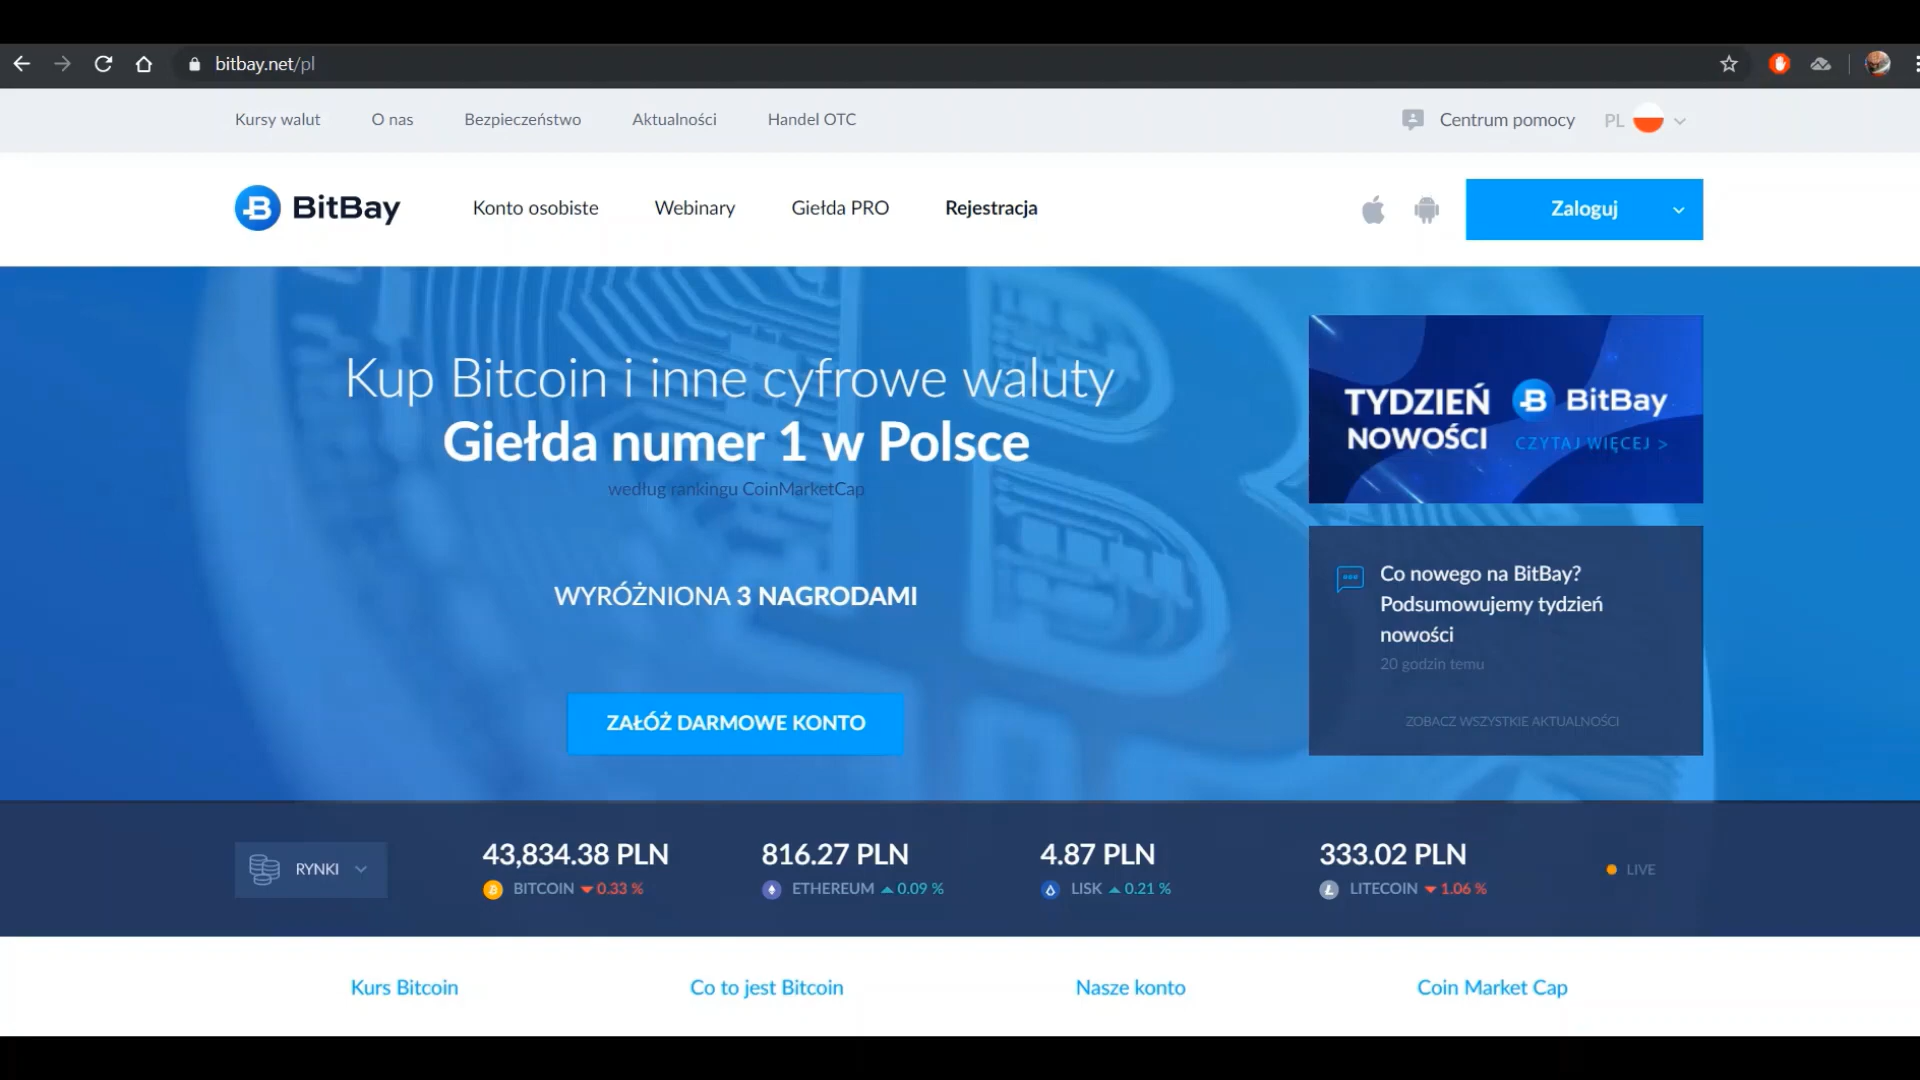 bitbay.net/pl
Kursy walut O nas Bezpieczeństwo Aktualności Handel OTC Centrum pomocy PL
BitBay Konto osobiste Webinary Giełda PRO Rejestracja Zaloguj
Kup Bitcoin i inne cyfrowe waluty
Giełda numer 1 w Polsce
według rankingu CoinMarketCap
WYRÓŻNIONA 3 NAGRODAMI
ZAŁÓŻ DARMOWE KONTO
TYDZIEŃ
NOWOŚCI
BitBay
CZYTAJ WIĘCEJ >
Co nowego na BitBay?
Podsumowujemy tydzień
nowości
20 godzin temu
ZOBACZ WSZYSTKIE AKTUALNOŚCI
RYNKI
43,834.38 PLN
BITCOIN 0.33 %
816.27 PLN
ETHEREUM 0.09 %
4.87 PLN
LISK 0.21 %
333.02 PLN
LITECOIN 1.06 %
LIVE
Kurs Bitcoin Co to jest Bitcoin Nasze konto Coin Market Cap